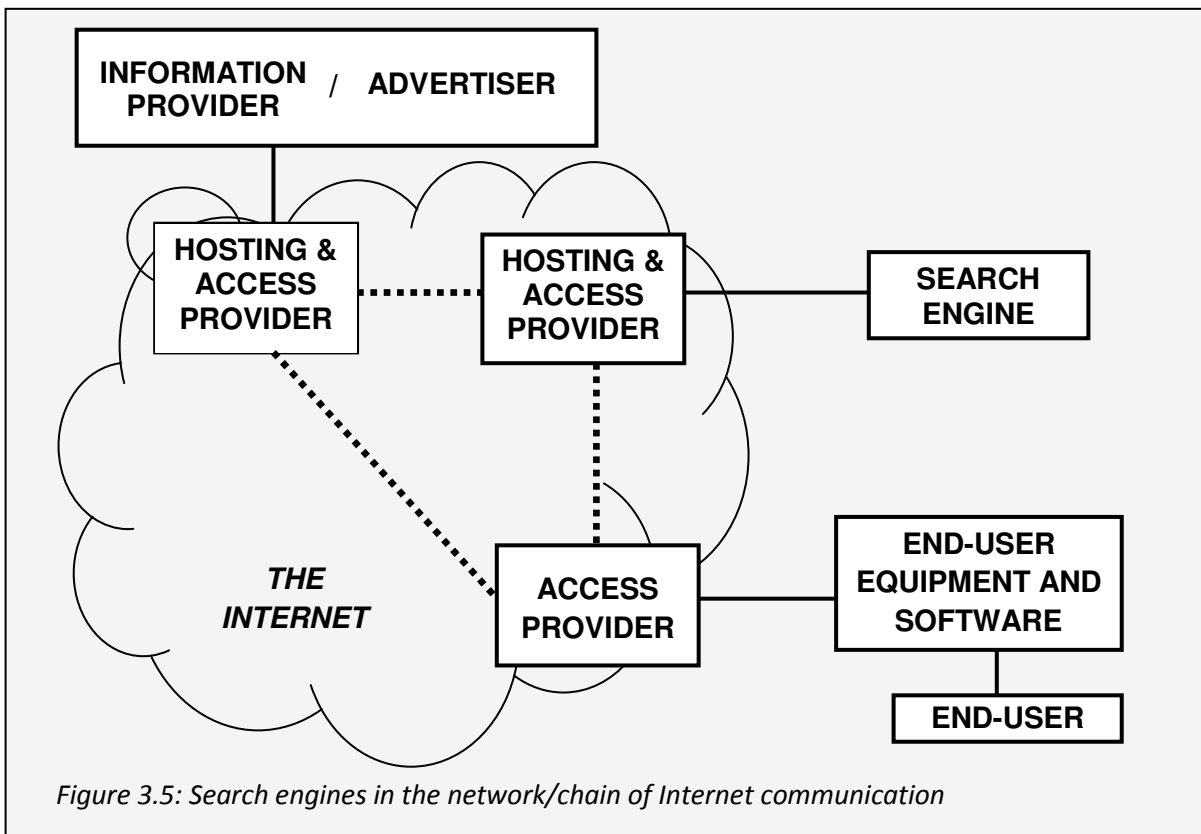 INFORMATION
PROVIDER / ADVERTISER
HOSTING &
ACCESS
PROVIDER
HOSTING &
ACCESS
PROVIDER
SEARCH
ENGINE
THE
INTERNET
ACCESS
PROVIDER
END-USER
EQUIPMENT AND
SOFTWARE
END-USER
Figure 3.5: Search engines in the network/chain of Internet communication